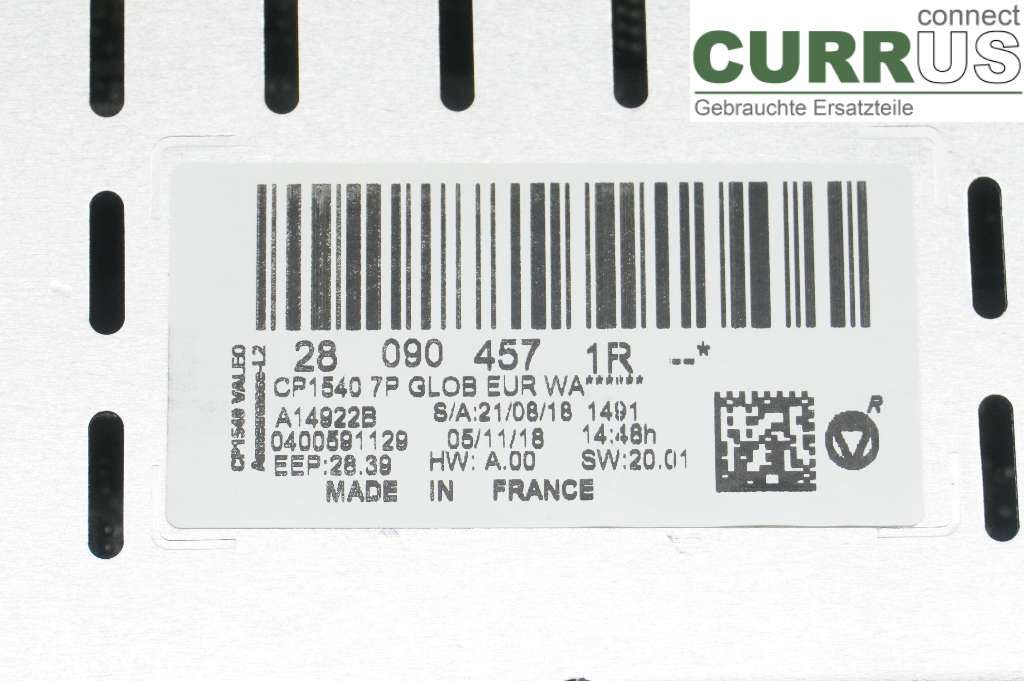 connect
CURRUS
Gebrauchte Ersatzteile
28 090 457 1R --*
CP1540 7P GLOB EUR WA******
A14922B S/A:21/08/18 1491
0400591129 05/11/18 14:48h
EEP:28.39 HW: A.00 SW:20.01
MADE IN FRANCE
CP1540 VALEO
R